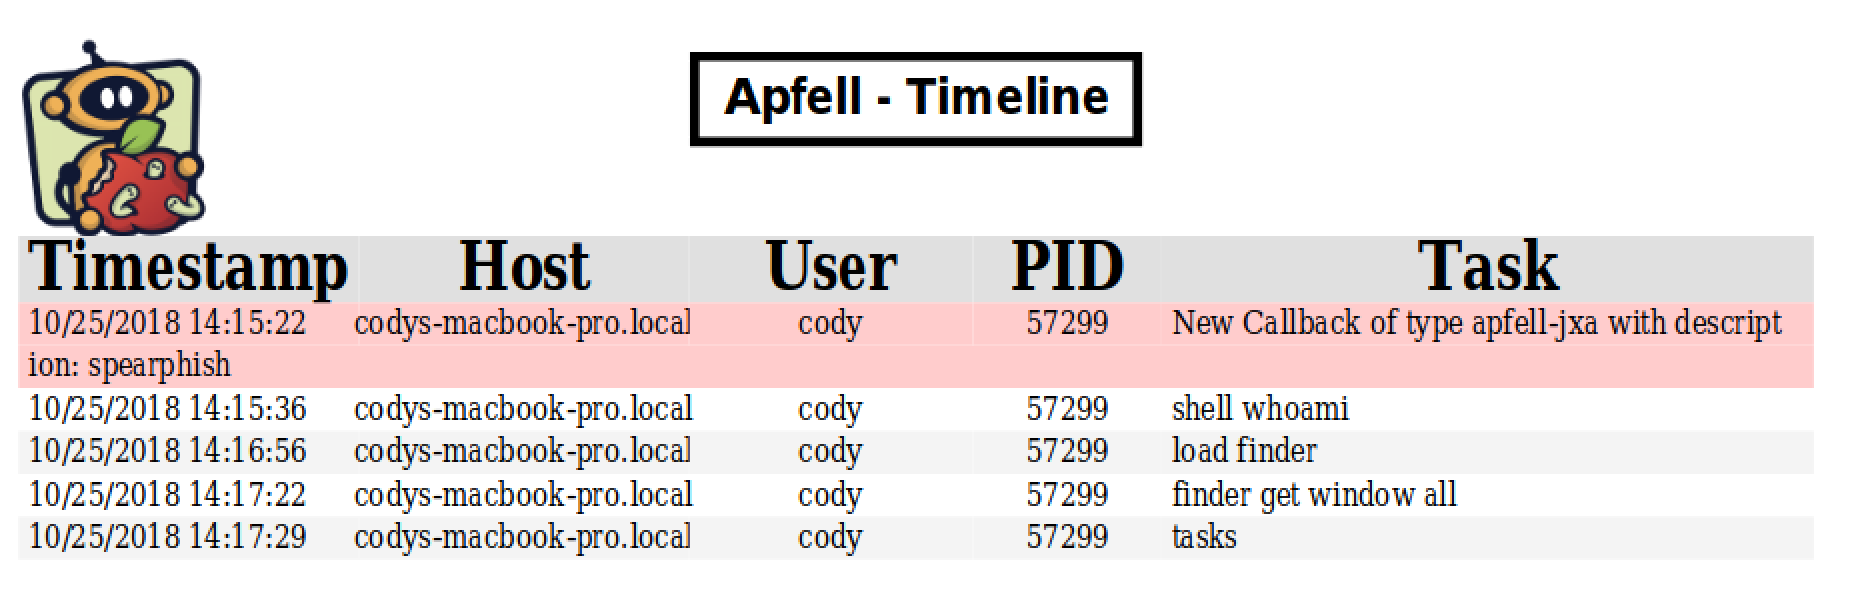 Apfell - Timeline
Timestamp Host User PID Task
10/25/2018 14:15:22 codys-macbook-pro.local cody 57299 New Callback of type apfell-jxa with descript
ion: spearphish
10/25/2018 14:15:36 codys-macbook-pro.local cody 57299 shell whoami
10/25/2018 14:16:56 codys-macbook-pro.local cody 57299 load finder
10/25/2018 14:17:22 codys-macbook-pro.local cody 57299 finder get window all
10/25/2018 14:17:29 codys-macbook-pro.local cody 57299 tasks